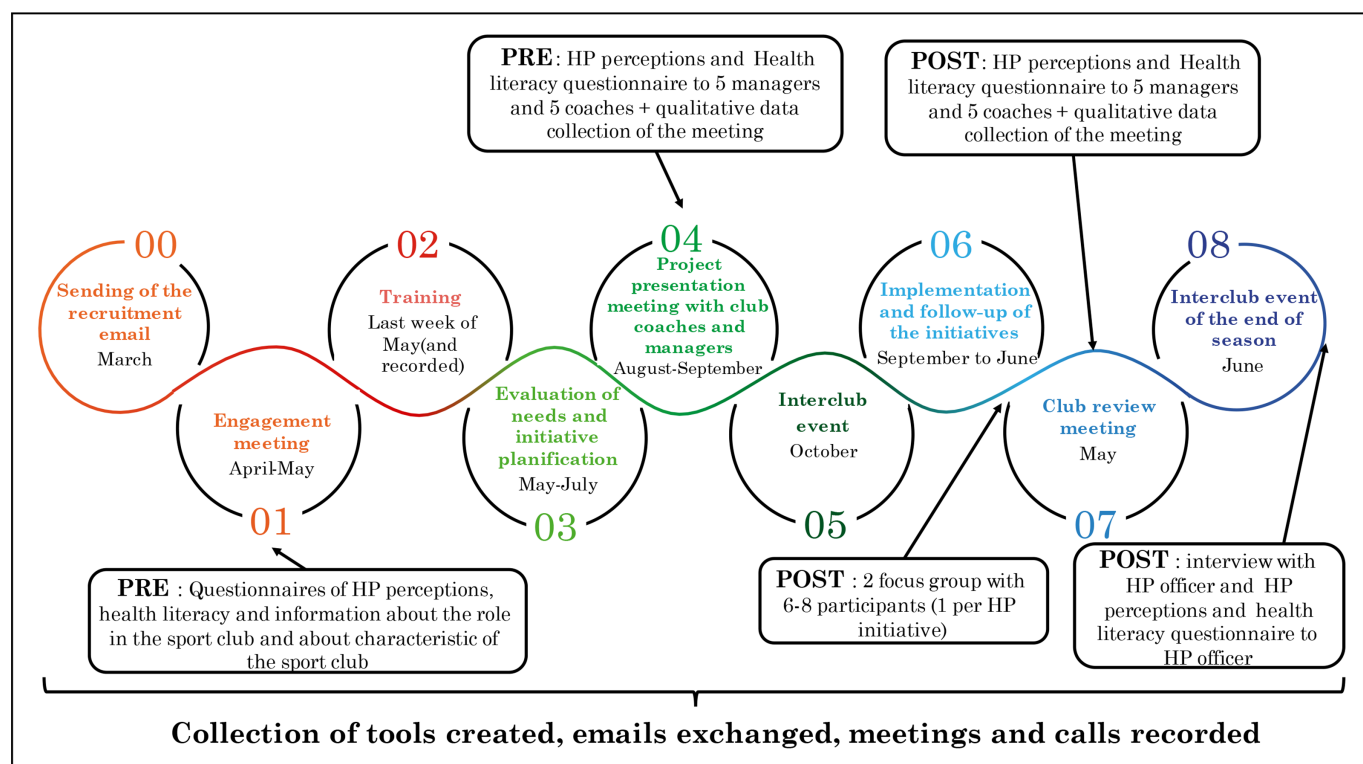 PRE : HP perceptions and Health
literacy questionnaire to 5 managers
and 5 coaches + qualitative data
collection of the meeting
POST : HP perceptions and Health
literacy questionnaire to 5 managers
and 5 coaches + qualitative data
collection of the meeting
00
Sending of the
recruitment
email
March
01
Engagement
meeting
April-May
02
Training
Last week of
May(and
recorded)
03
Evaluation of
needs and
initiative
planification
May-July
04
Project
presentation
meeting with club
coaches and
managers
August-September
05
Interclub
event
October
06
Implementation
and follow-up of
the initiatives
September to June
07
Club review
meeting
May
08
Interclub event
of the end of
season
June
PRE : Questionnaires of HP perceptions,
health literacy and information about the role
in the sport club and about characteristic of
the sport club
POST : 2 focus group with
6-8 participants (1 per HP
initiative)
POST : interview with
HP officer and HP
perceptions and health
literacy questionnaire to
HP officer
Collection of tools created, emails exchanged, meetings and calls recorded